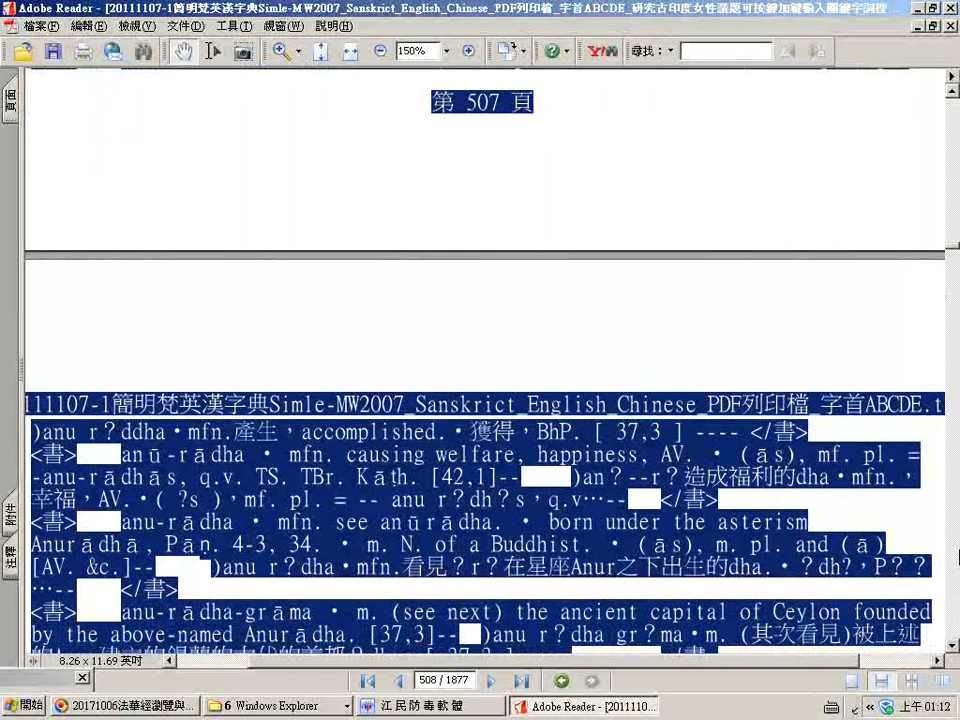 Adobe Reader - [20111107-1簡明梵英漢字典Simle-MW2007_Sanskrict_English_Chinese_PDF列印檔_字首ABCDE_研究古印度女性議題可按鍵加鍵輸入關鍵字詞搜
檔案(F) 編輯(E) 檢視(V) 文件(D) 工具(T) 視窗(W) 說明(H)
150% Y! 尋找:
頁面
第 507 頁
111107-1簡明梵英漢字典Simle-MW2007_Sanskrict_English_Chinese_PDF列印檔_字首ABCDE.t
)anu r？ddha‧mfn.產生，accomplished.‧獲得，BhP. [ 37,3 ] ---- </書>
<書> anū-rādha ‧ mfn. causing welfare, happiness, AV. ‧ (ās), mf. pl. =
-anu-rādhās, q.v. TS. TBr. Kāṭh. [42,1]-- )an？--r？造成福利的dha‧mfn.，
幸福，AV.‧( ?s ), mf. pl. = -- anu r?dh?s, q.v…-- </書>
<書> anu-rādha ‧ mfn. see anūrādha. ‧ born under the asterism
Anurādhā, Pāṇ. 4-3, 34. ‧ m. N. of a Buddhist. ‧ (ās), m. pl. and (ā)
[AV. &c.]-- )anu r?dha‧mfn.看見？r？在星座Anur之下出生的dha.‧？dh?，P？？
…-- </書>
<書> anu-rādha-grāma ‧ m. (see next) the ancient capital of Ceylon founded
by the above-named Anurādha. [37,3]-- )anu r？dha gr？ma‧m. (其次看見)被上述
附件
注釋
8.26 x 11.69 英吋
508 / 1877
開始 20171006法華經瀏覽與... 6 Windows Explorer 江民防毒軟體 Adobe Reader - [2011110... 上午 01:12